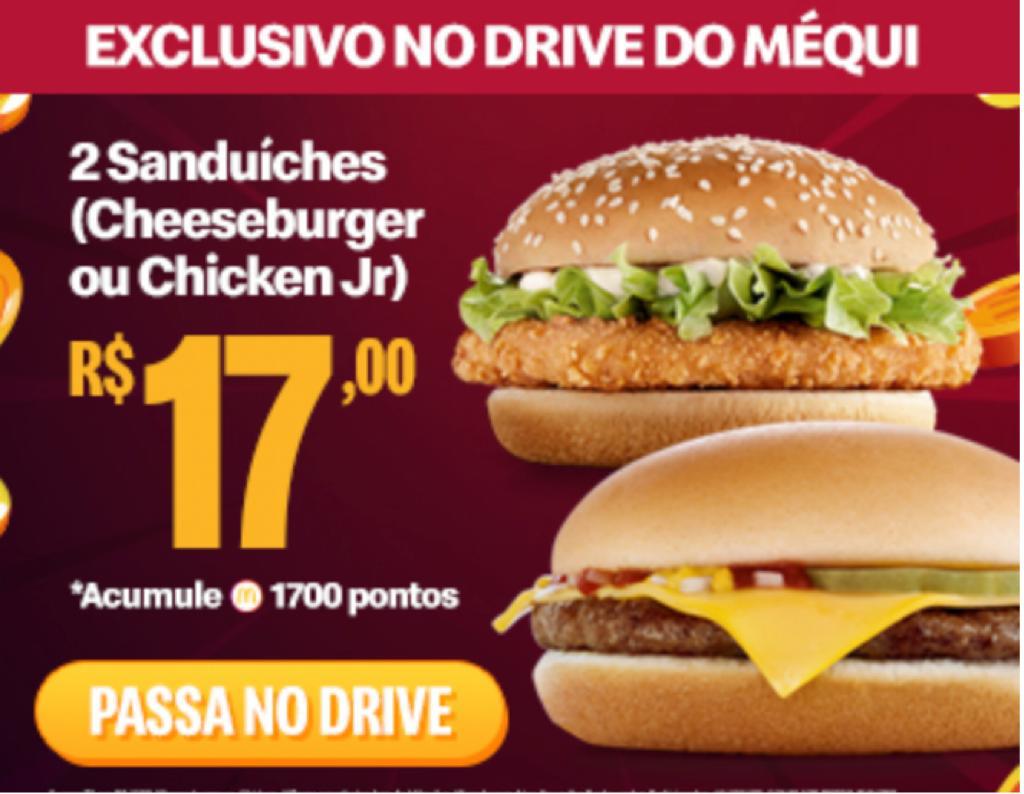 EXCLUSIVO NO DRIVE DO MÉQUI
2 Sanduíches
(Cheeseburger
ou Chicken Jr)
R$17,00
*Acumule 1700 pontos
PASSA NO DRIVE